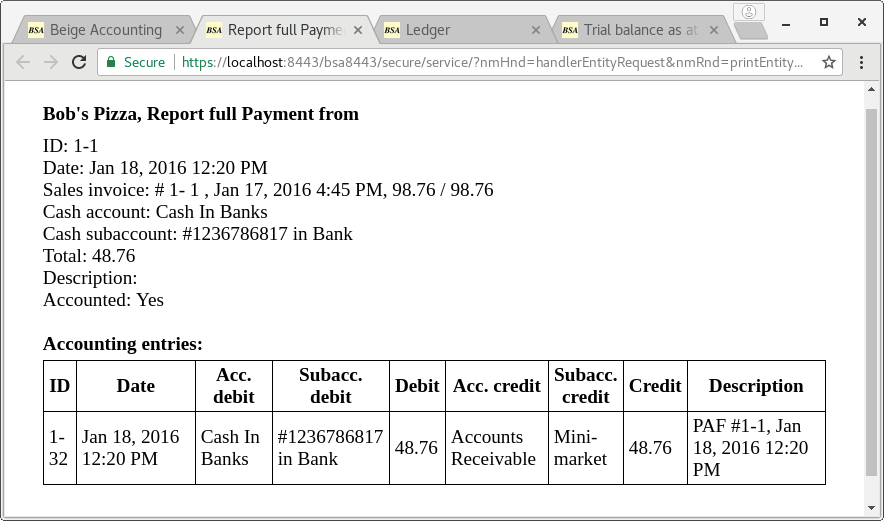 BSA Beige Accounting
BSA Report full Payme
BSA Ledger
BSA Trial balance as at
Secure https://localhost:8443/bsa8443/secure/service/?nmHnd=handlerEntityRequest&nmRnd=printEntity...
Bob's Pizza, Report full Payment from
ID: 1-1
Date: Jan 18, 2016 12:20 PM
Sales invoice: # 1- 1 , Jan 17, 2016 4:45 PM, 98.76 / 98.76
Cash account: Cash In Banks
Cash subaccount: #1236786817 in Bank
Total: 48.76
Description:
Accounted: Yes
Accounting entries:
ID
Date
Acc.
debit
Subacc.
debit
Debit
Acc. credit
Subacc.
credit
Credit
Description
1-
32
Jan 18, 2016
12:20 PM
Cash In
Banks
#1236786817
in Bank
48.76
Accounts
Receivable
Mini-
market
48.76
PAF #1-1, Jan
18, 2016 12:20
PM